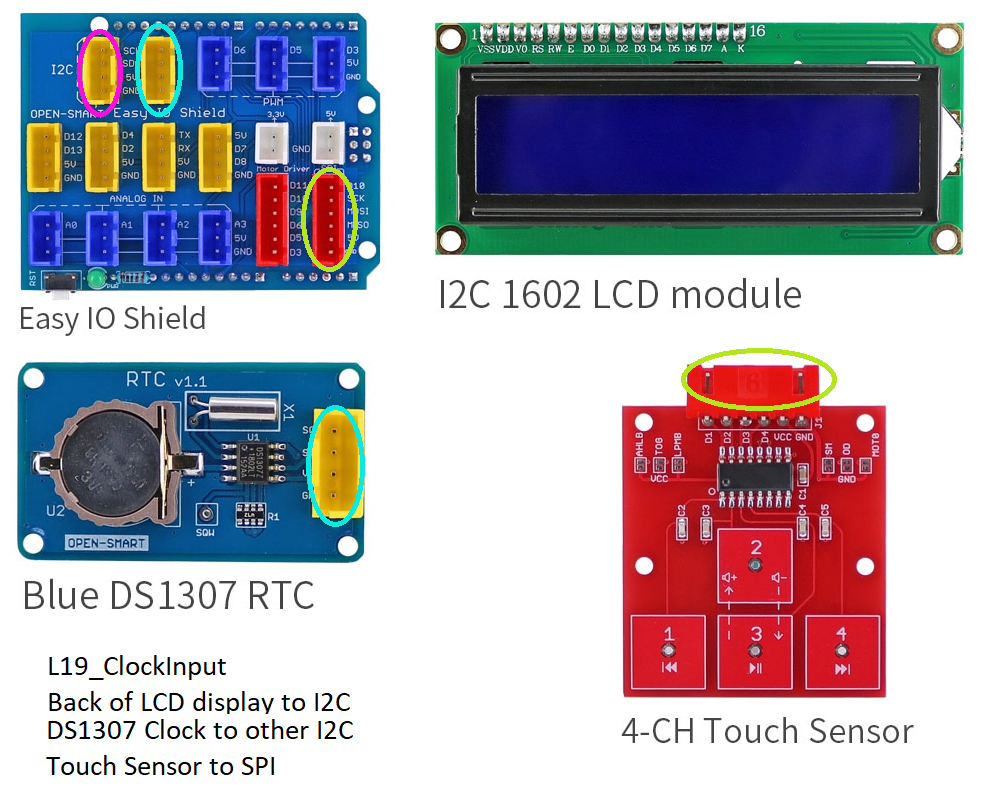 I2C
SCL
SDA
5V
GND
D6
D5
D3
5V
GND
PWM
OPEN-SMART Easy IO Shield
3.3V
5V
GND
D12
D13
5V
GND
D4
D2
5V
GND
TX
RX
5V
GND
5V
D7
D8
GND
Motor Driver
SPI
ANALOG IN
A0
A1
A2
A3
5V
GND
D11
D10
D9
D6
D5
D3
D10
SCK
MOSI
MISO
5V
RST
PWR
Easy IO Shield
1
16
VSS VDD V0 RS RW E D0 D1 D2 D3 D4 D5 D6 D7 A K
I2C 1602 LCD module
RTC v1.1
X1
U1
DS1307Z
+
U2
SQW
R1
OPEN-SMART
Blue DS1307 RTC
6
D1 D2 D3 D4 VCC GND
J1
AHLB
TOG
LPMB
VCC
SM
OD
MOT0
GND
C1
C2
C3
C4
C5
2
1
3
4
4-CH Touch Sensor
L19_ClockInput
Back of LCD display to I2C
DS1307 Clock to other I2C
Touch Sensor to SPI